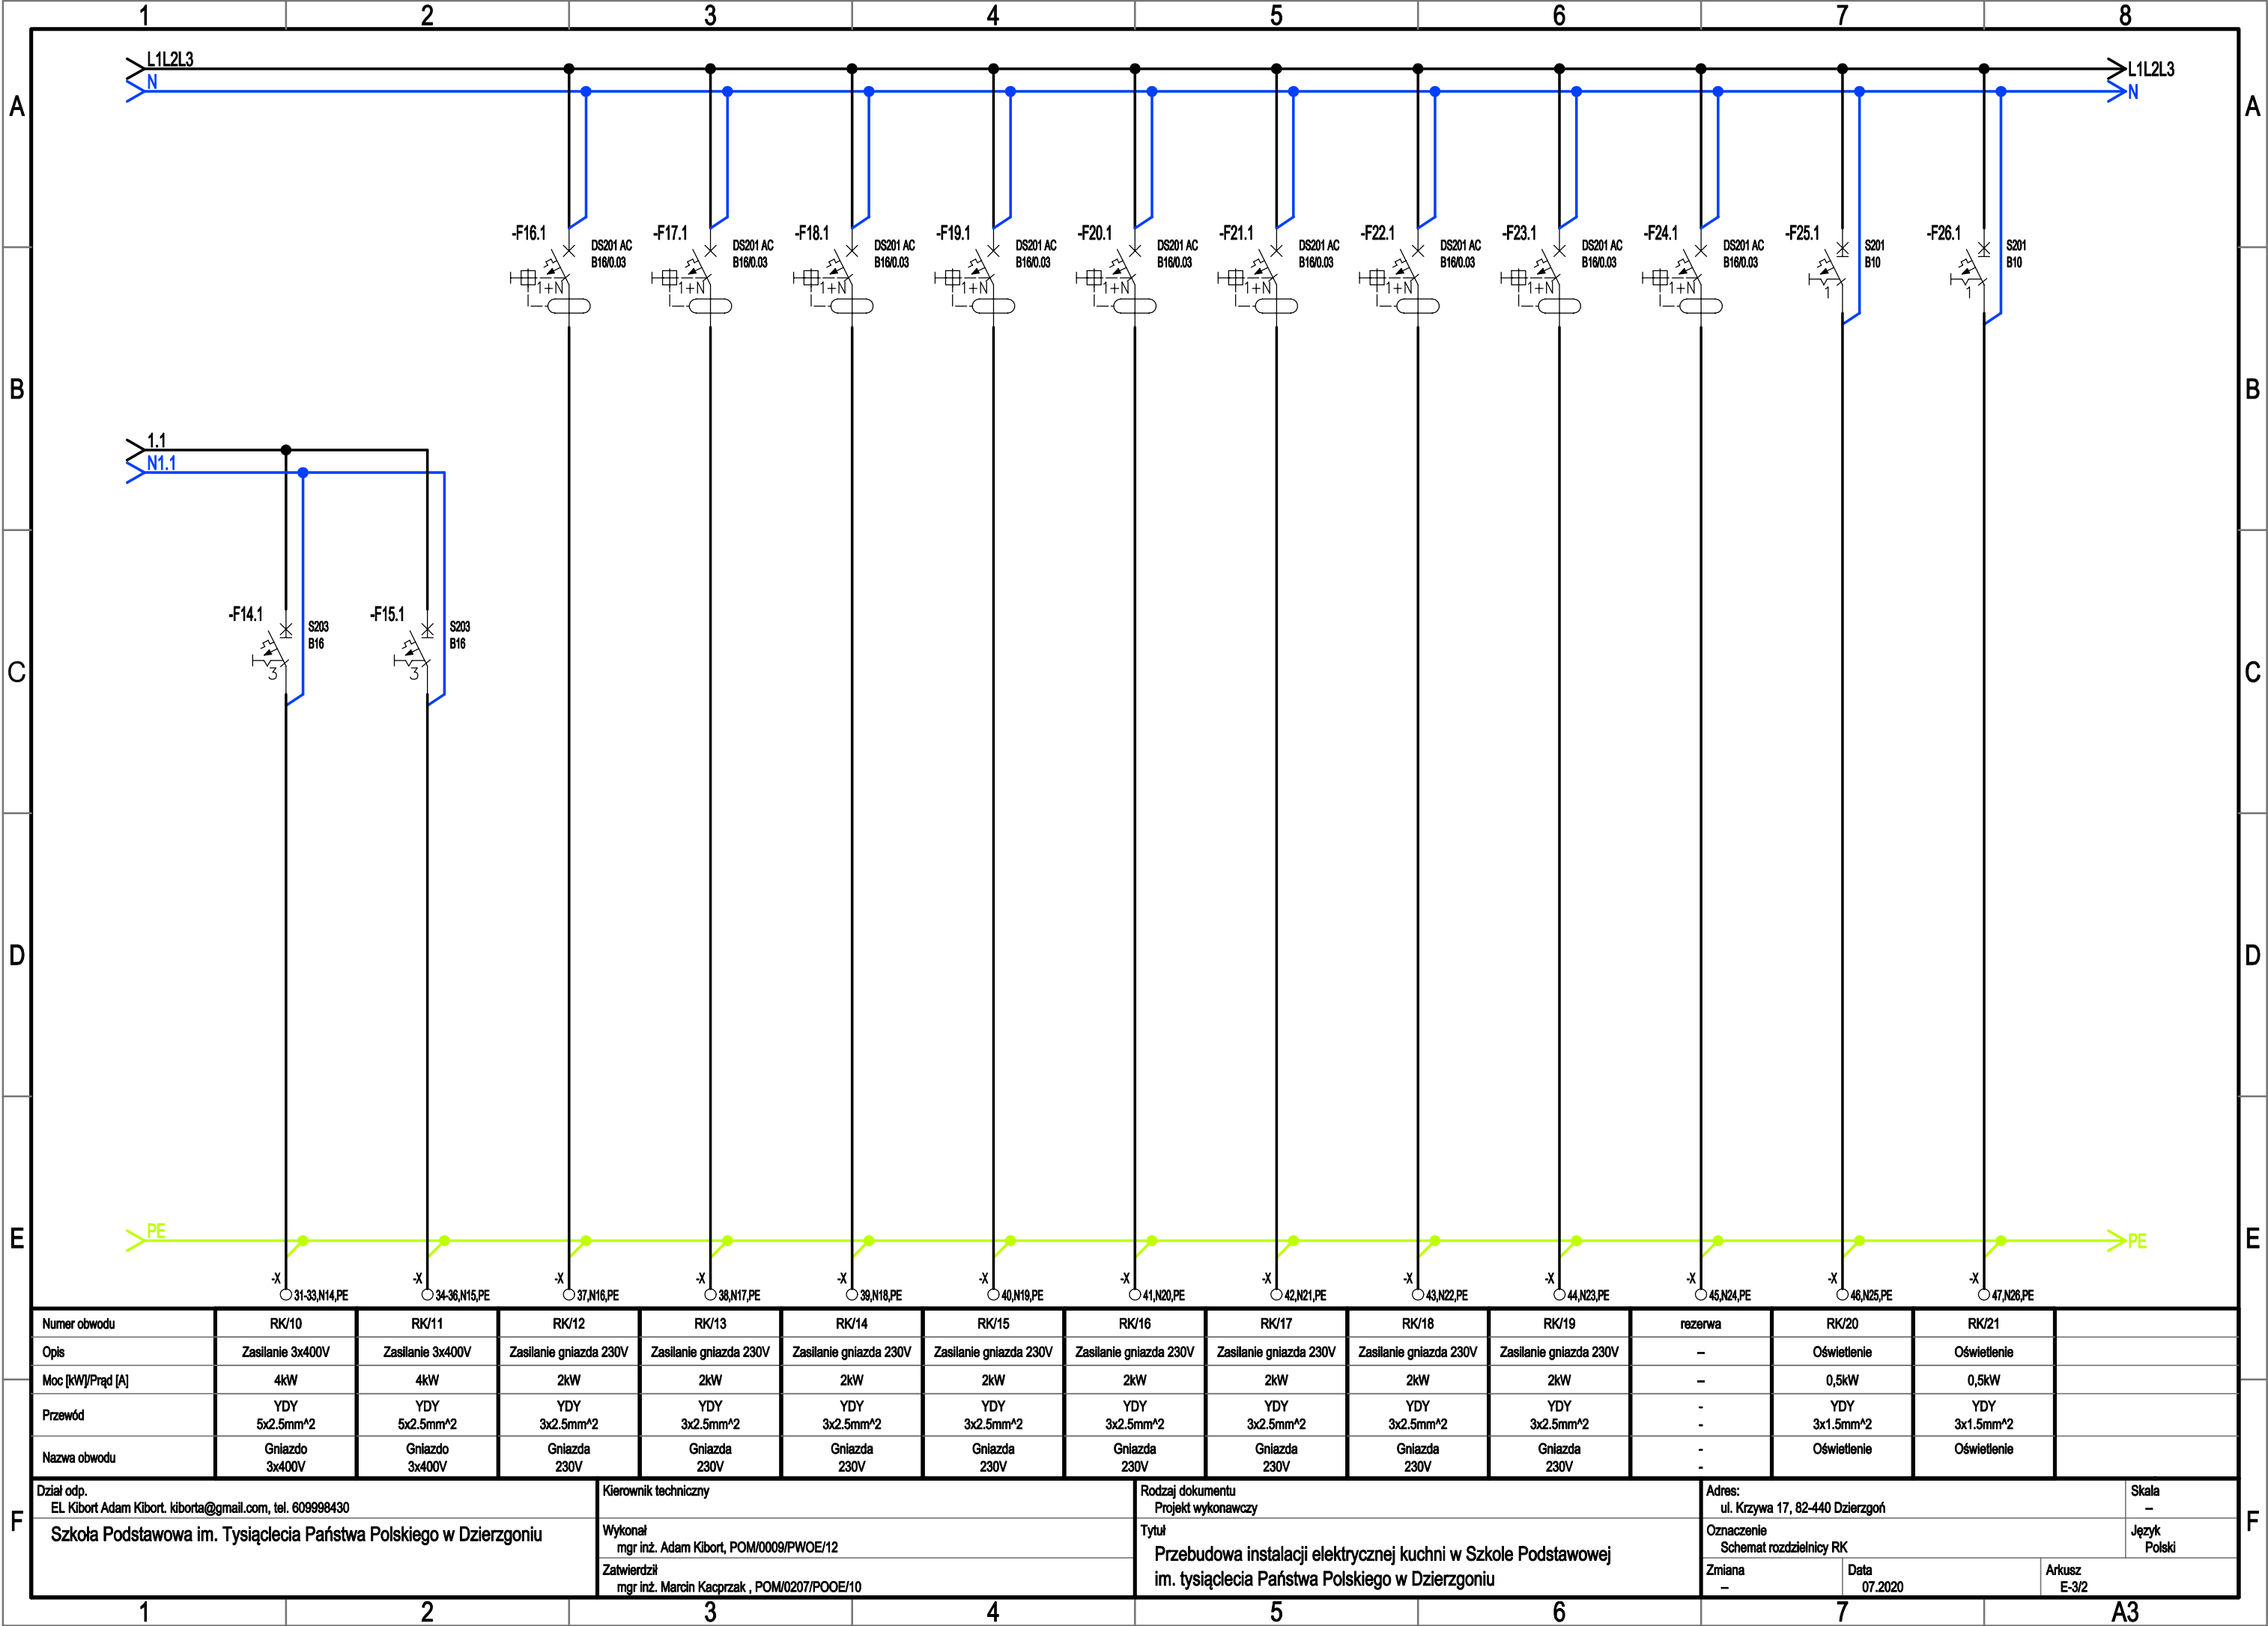 1 2 3 4 5 6 7 8
L1L2L3 L1L2L3
N N
A A
-F16.1 -F17.1 -F18.1 -F19.1 -F20.1 -F21.1 -F22.1 -F23.1 -F24.1 -F25.1 -F26.1
DS201 AC DS201 AC DS201 AC DS201 AC DS201 AC DS201 AC DS201 AC DS201 AC DS201 AC S201 S201
B16/0.03 B16/0.03 B16/0.03 B16/0.03 B16/0.03 B16/0.03 B16/0.03 B16/0.03 B16/0.03 B10 B10
1+N 1+N 1+N 1+N 1+N 1+N 1+N 1+N 1+N 1 1
B B
1.1
N1.1
-F14.1 -F15.1
S203 S203
B16 B16
3 3
C C
D D
E E
PE PE
-X -X -X -X -X -X -X -X -X -X -X -X -X
31-33,N14,PE 34-36,N15,PE 37,N16,PE 38,N17,PE 39,N18,PE 40,N19,PE 41,N20,PE 42,N21,PE 43,N22,PE 44,N23,PE 45,N24,PE 46,N25,PE 47,N26,PE
Numer obwodu RK/10 RK/11 RK/12 RK/13 RK/14 RK/15 RK/16 RK/17 RK/18 RK/19 rezerwa RK/20 RK/21
Opis Zasilanie 3x400V Zasilanie 3x400V Zasilanie gniazda 230V Zasilanie gniazda 230V Zasilanie gniazda 230V Zasilanie gniazda 230V Zasilanie gniazda 230V Zasilanie gniazda 230V Zasilanie gniazda 230V Zasilanie gniazda 230V – Oświetlenie Oświetlenie
Moc [kW]/Prąd [A] 4kW 4kW 2kW 2kW 2kW 2kW 2kW 2kW 2kW 2kW – 0,5kW 0,5kW
Przewód
YDY YDY YDY YDY YDY YDY YDY YDY YDY YDY - YDY YDY
5x2.5mm^2 5x2.5mm^2 3x2.5mm^2 3x2.5mm^2 3x2.5mm^2 3x2.5mm^2 3x2.5mm^2 3x2.5mm^2 3x2.5mm^2 3x2.5mm^2 - 3x1.5mm^2 3x1.5mm^2
Nazwa obwodu
Gniazdo Gniazdo Gniazda Gniazda Gniazda Gniazda Gniazda Gniazda Gniazda Gniazda - Oświetlenie Oświetlenie
3x400V 3x400V 230V 230V 230V 230V 230V 230V 230V 230V -
F F
Dział odp.
EL Kibort Adam Kibort. kiborta@gmail.com, tel. 609998430
Szkoła Podstawowa im. Tysiąclecia Państwa Polskiego w Dzierzgoniu
Kierownik techniczny
Wykonał
mgr inż. Adam Kibort, POM/0009/PWOE/12
Zatwierdził
mgr inż. Marcin Kacprzak , POM/0207/POOE/10
Rodzaj dokumentu
Projekt wykonawczy
Tytuł
Przebudowa instalacji elektrycznej kuchni w Szkole Podstawowej
im. tysiąclecia Państwa Polskiego w Dzierzgoniu
Adres:
ul. Krzywa 17, 82-440 Dzierzgoń
Skala
–
Oznaczenie
Schemat rozdzielnicy RK
Język
Polski
Zmiana
–
Data
07.2020
Arkusz
E-3/2
1 2 3 4 5 6 7 A3